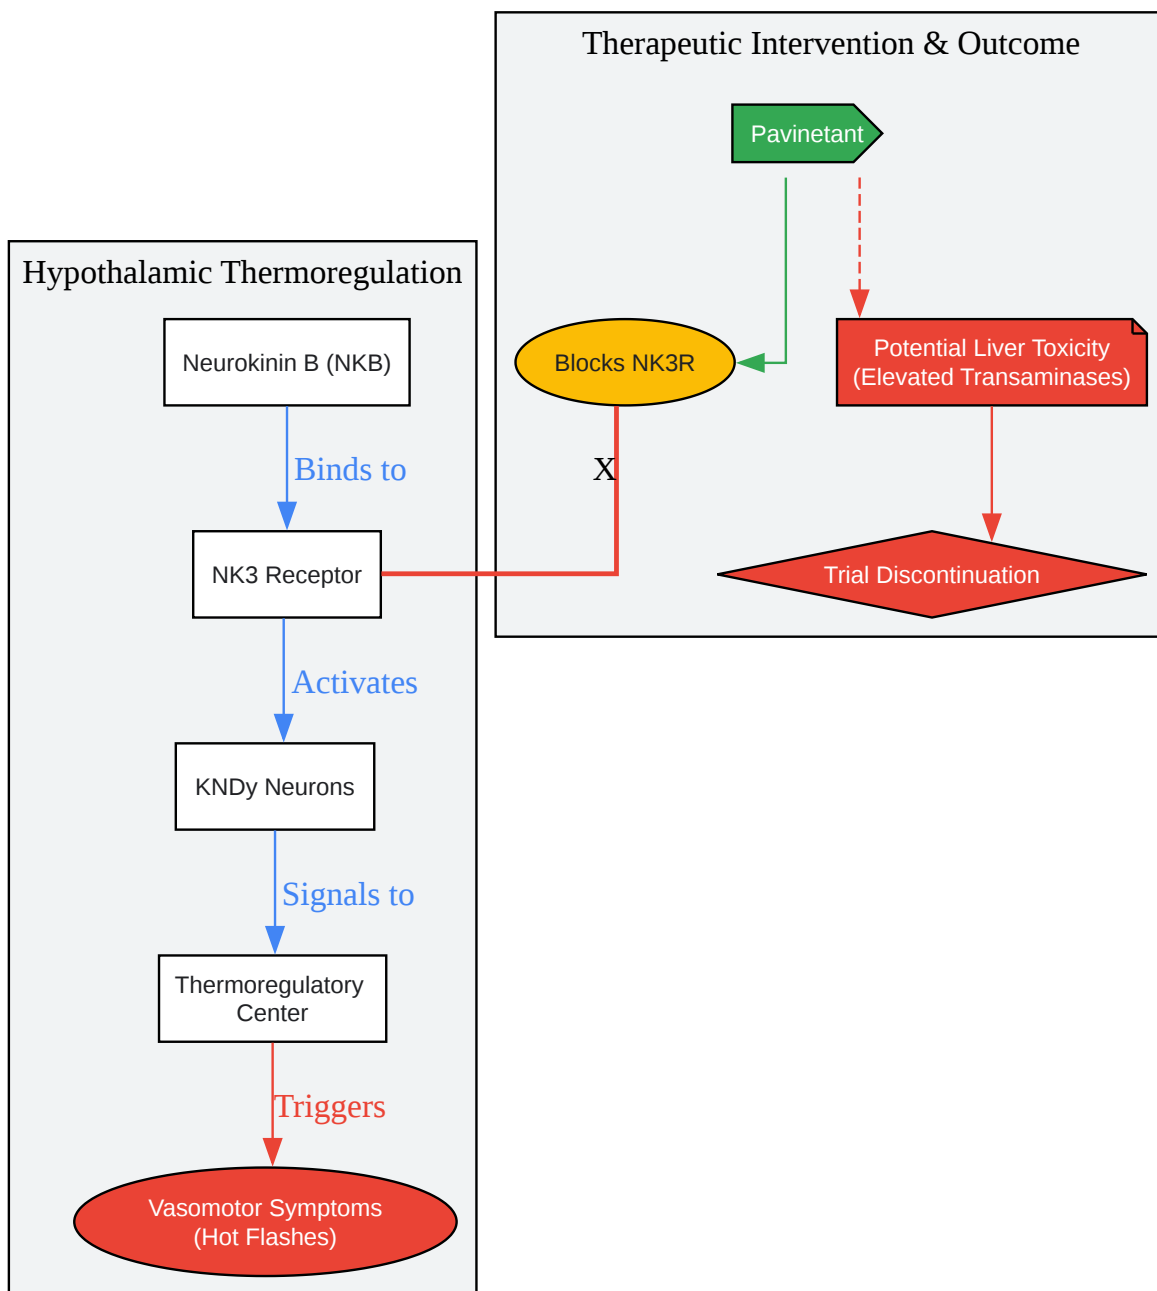 Therapeutic Intervention & Outcome
Pavinetant
Hypothalamic Thermoregulation
Neurokinin B (NKB)
Blocks NK3R
Potential Liver Toxicity
(Elevated Transaminases)
Binds to
X
NK3 Receptor
Trial Discontinuation
Activates
KNDy Neurons
Signals to
Thermoregulatory
Center
Triggers
Vasomotor Symptoms
(Hot Flashes)